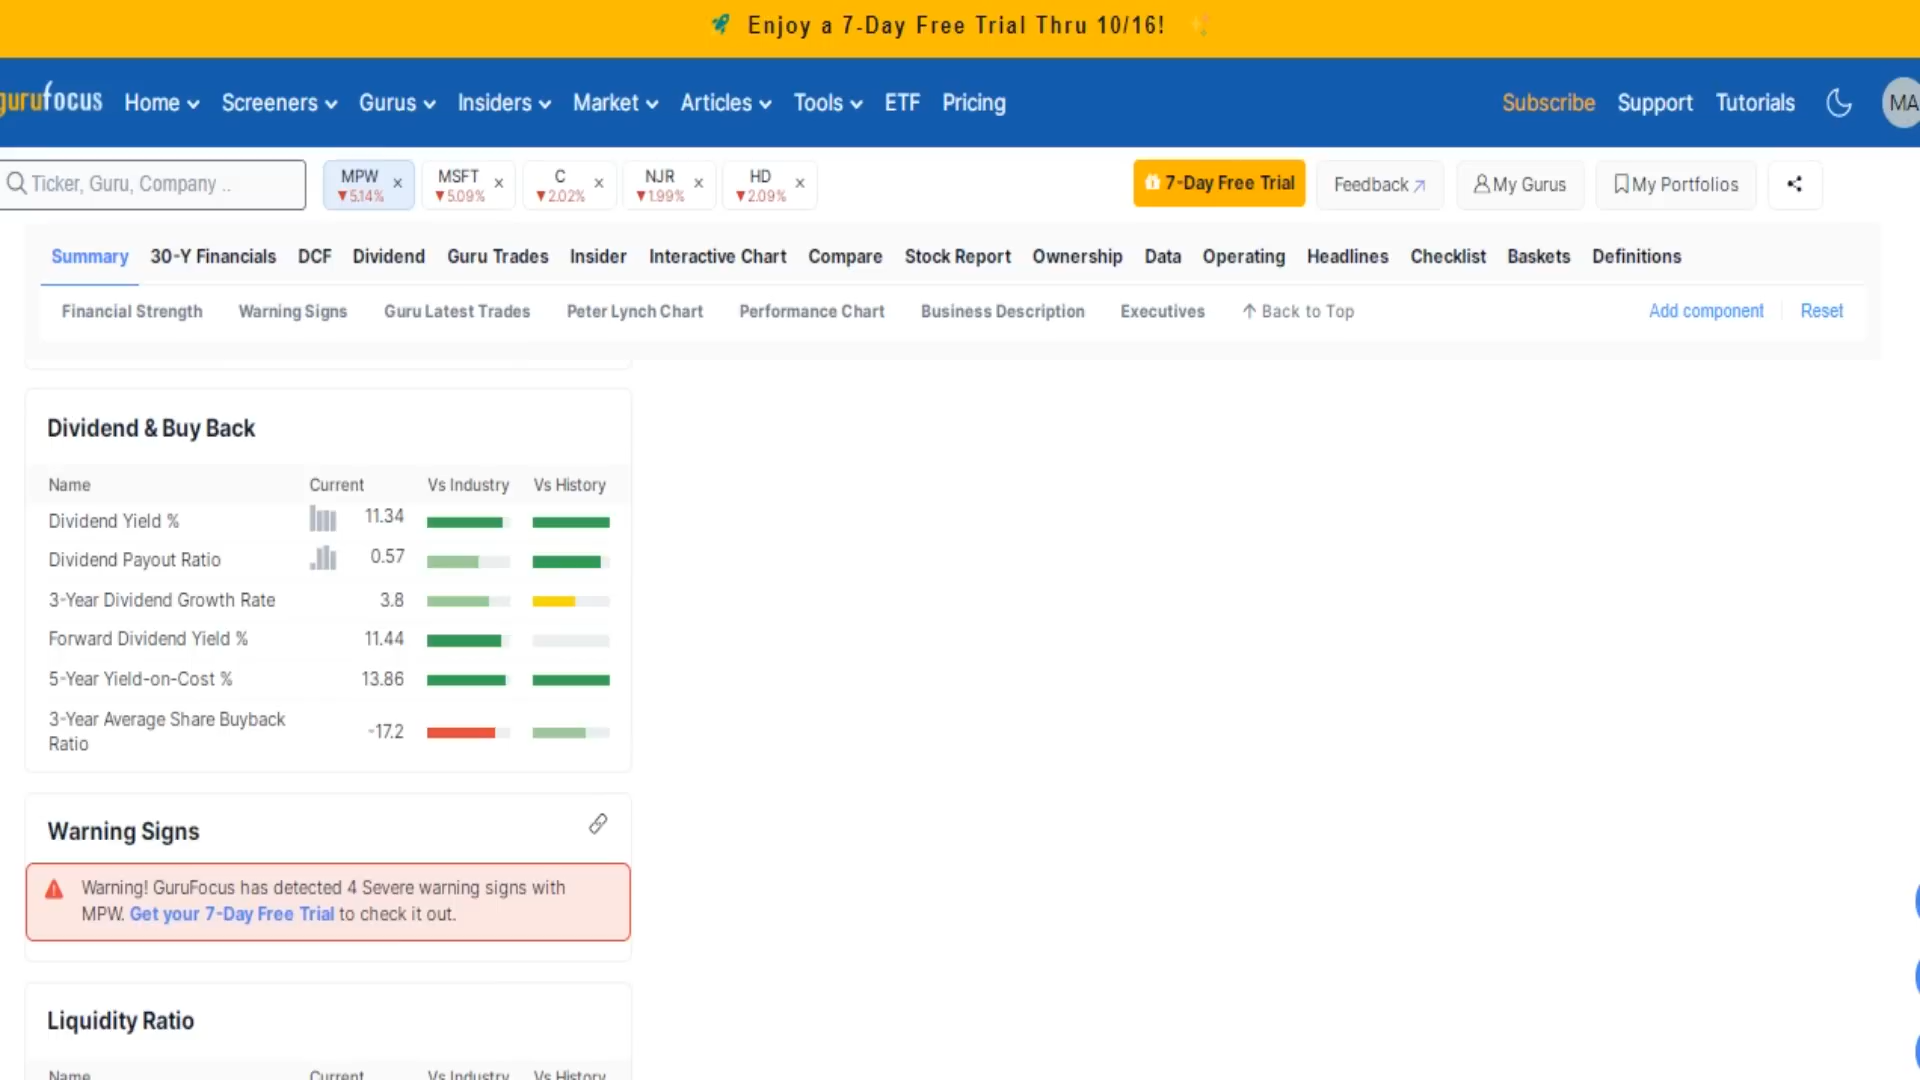 Enjoy a 7-Day Free Trial Thru 10/16!
gurufocus Home Screeners Gurus Insiders Market Articles Tools ETF Pricing Subscribe Support Tutorials MA
Ticker, Guru, Company .. MPW × MSFT × C × NJR × HD × 7-Day Free Trial Feedback My Gurus My Portfolios
▼5.14% ▼5.09% ▼2.02% ▼1.99% ▼2.09%
Summary 30-Y Financials DCF Dividend Guru Trades Insider Interactive Chart Compare Stock Report Ownership Data Operating Headlines Checklist Baskets Definitions
Financial Strength Warning Signs Guru Latest Trades Peter Lynch Chart Performance Chart Business Description Executives ↑ Back to Top Add component Reset
Dividend & Buy Back
Name Current Vs Industry Vs History
Dividend Yield % 11.34
Dividend Payout Ratio 0.57
3-Year Dividend Growth Rate 3.8
Forward Dividend Yield % 11.44
5-Year Yield-on-Cost % 13.86
3-Year Average Share Buyback
Ratio -17.2
Warning Signs
Warning! GuruFocus has detected 4 Severe warning signs with
MPW. Get your 7-Day Free Trial to check it out.
Liquidity Ratio
Name Current Vs Industry Vs History